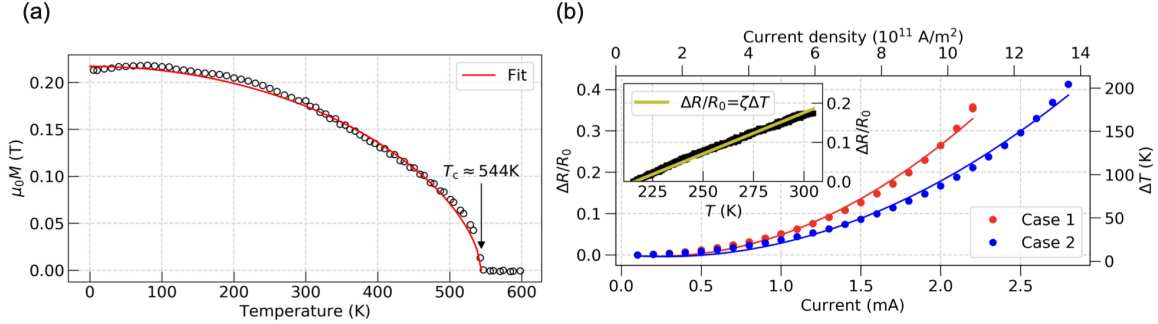 (a)
0.20
0.15
0.10
0.05
0.00
μ₀M (T)
Fit
T_c ≈ 544K
0 100 200 300 400 500 600
Temperature (K)
(b)
Current density (10¹¹ A/m²)
0 2 4 6 8 10 12 14
0.4
0.3
0.2
0.1
0.0
ΔR/R₀
ΔR/R₀=ζΔT
0.2
0.1
0.0
ΔR/R₀
225 250 275 300
T (K)
200
150
100
50
0
ΔT (K)
Case 1
Case 2
0.0 0.5 1.0 1.5 2.0 2.5
Current (mA)